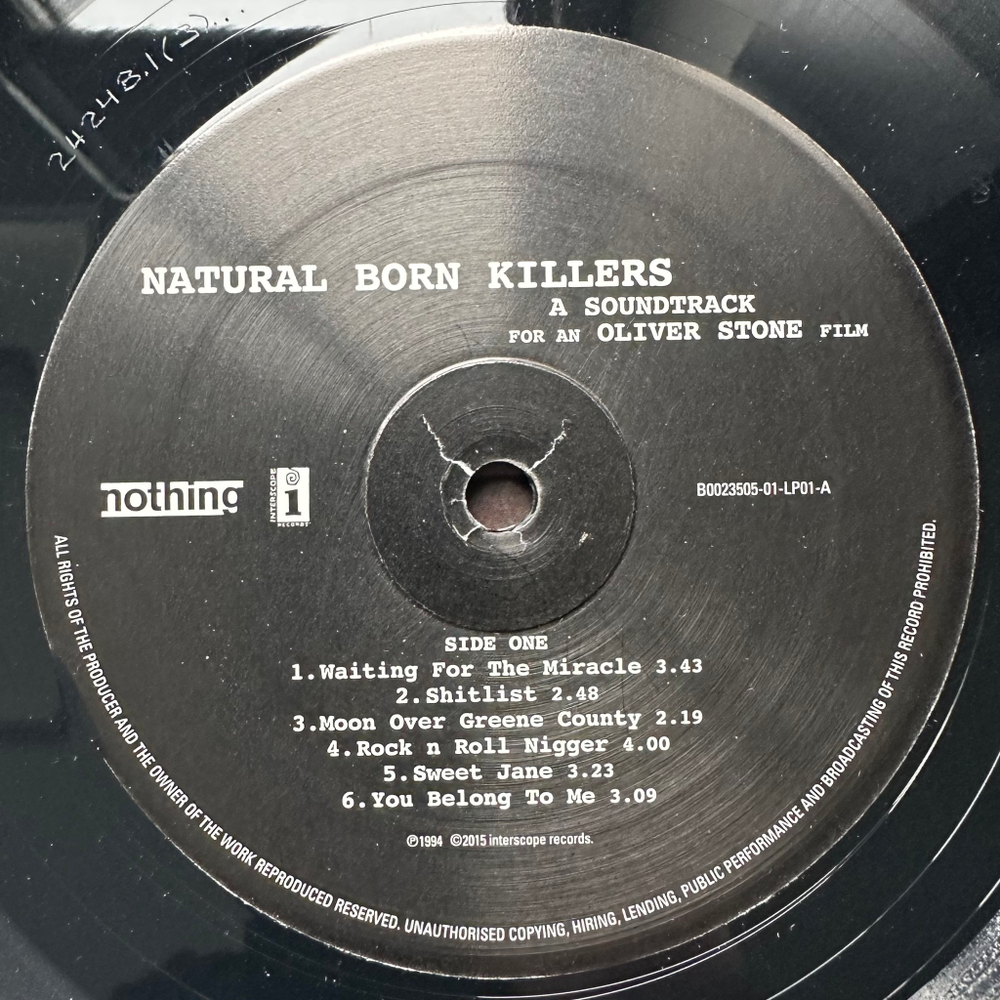 24248.1(3)...
NATURAL BORN KILLERS
A SOUNDTRACK
FOR AN OLIVER STONE FILM
nothing
INTERSCOPE
RECORDS
B0023505-01-LP01-A
SIDE ONE
1.Waiting For The Miracle 3.43
2.Shitlist 2.48
3.Moon Over Greene County 2.19
4.Rock n Roll Nigger 4.00
5.Sweet Jane 3.23
6.You Belong To Me 3.09
℗1994 ©2015 interscope records.
ALL RIGHTS OF THE PRODUCER AND THE OWNER OF THE WORK REPRODUCED RESERVED. UNAUTHORISED COPYING, HIRING, LENDING, PUBLIC PERFORMANCE AND BROADCASTING OF THIS RECORD PROHIBITED.